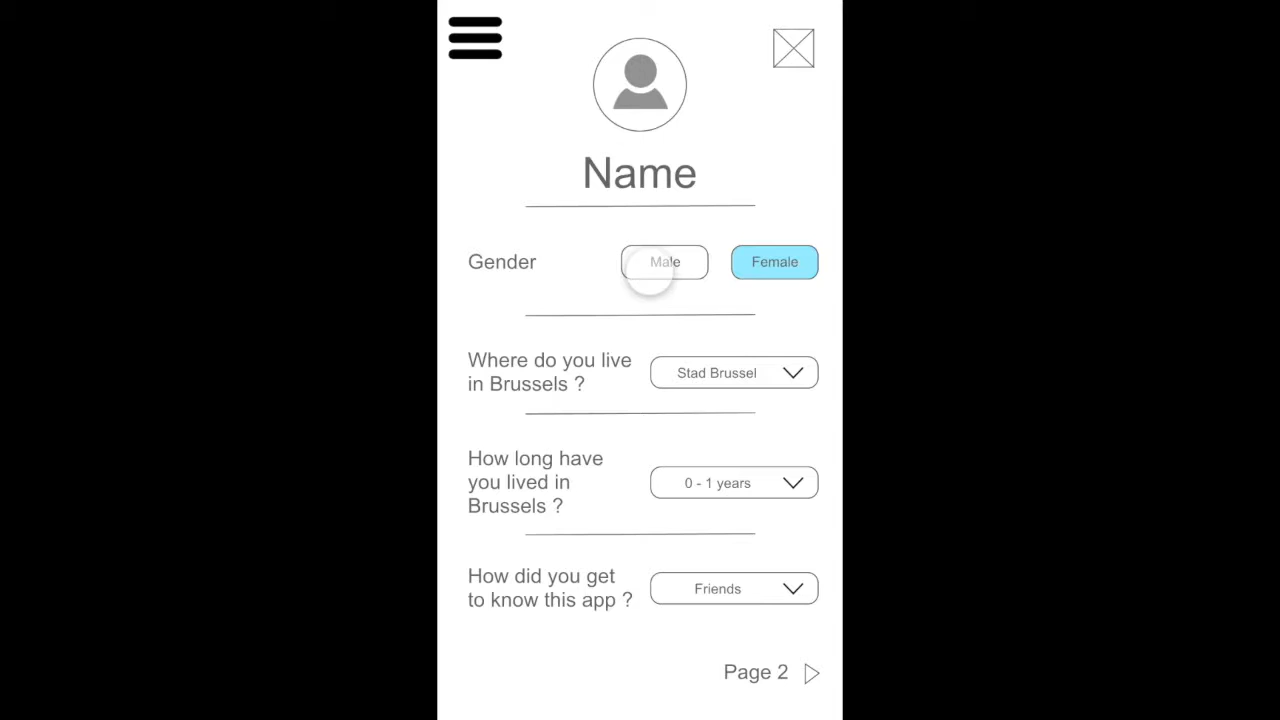 Name
Gender
Male
Female
Where do you live
in Brussels ?
Stad Brussel
How long have
you lived in
Brussels ?
0 - 1 years
How did you get
to know this app ?
Friends
Page 2